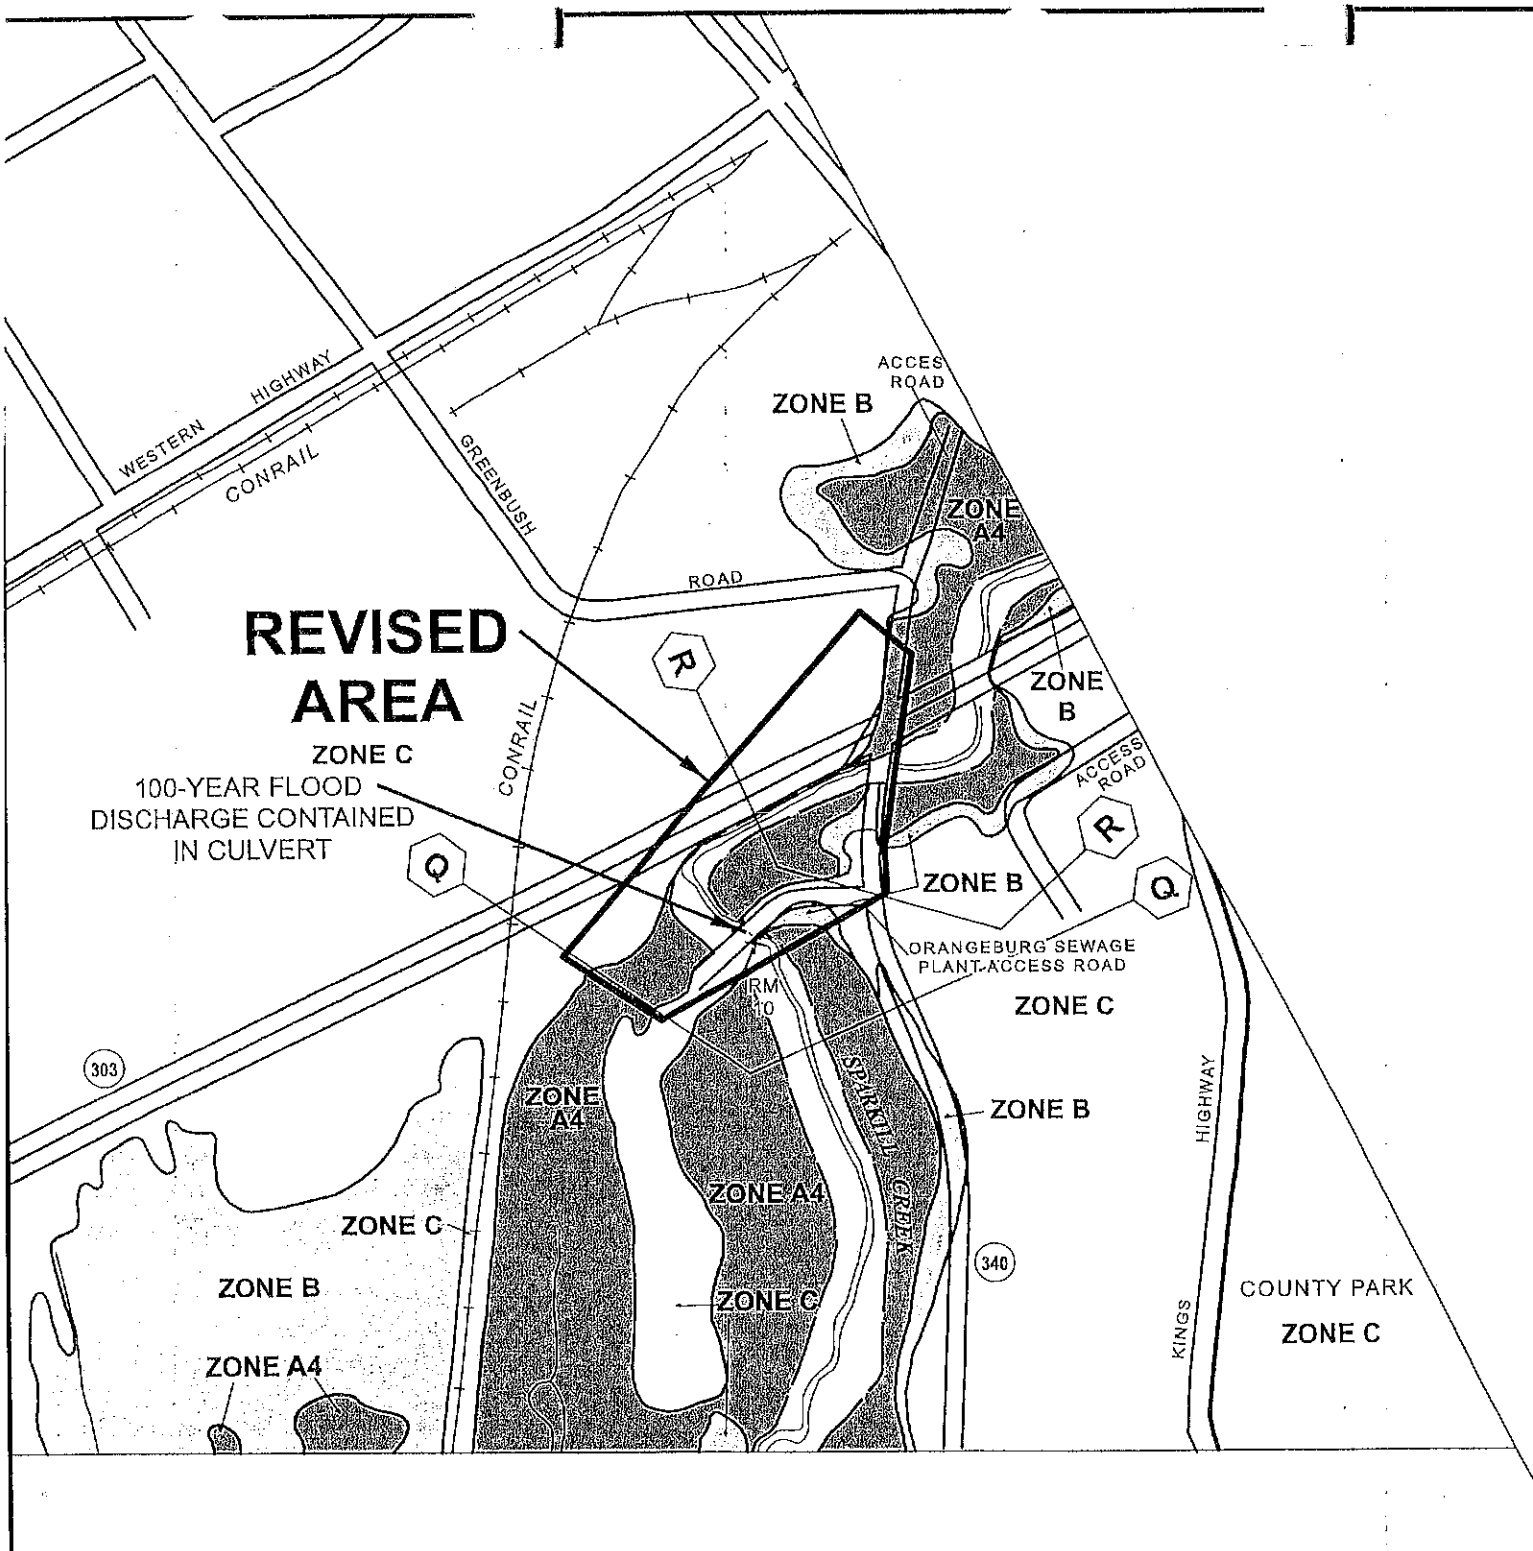 ACCES
ROAD
ZONE B
HIGHWAY
WESTERN
CONRAIL
GREENBUSH
ZONE
A4
ROAD
REVISED
AREA
R
ZONE
B
ZONE C
CONRAIL
100-YEAR FLOOD
DISCHARGE CONTAINED
IN CULVERT
ACCESS
ROAD
R
Q
ZONE B
Q
ORANGEBURG SEWAGE
PLANT ACCESS ROAD
RM
10
ZONE C
303
SPARKILL
CREEK
ZONE
A4
ZONE B
HIGHWAY
ZONE A4
ZONE C
340
ZONE B
ZONE C
COUNTY PARK
KINGS
ZONE C
ZONE A4